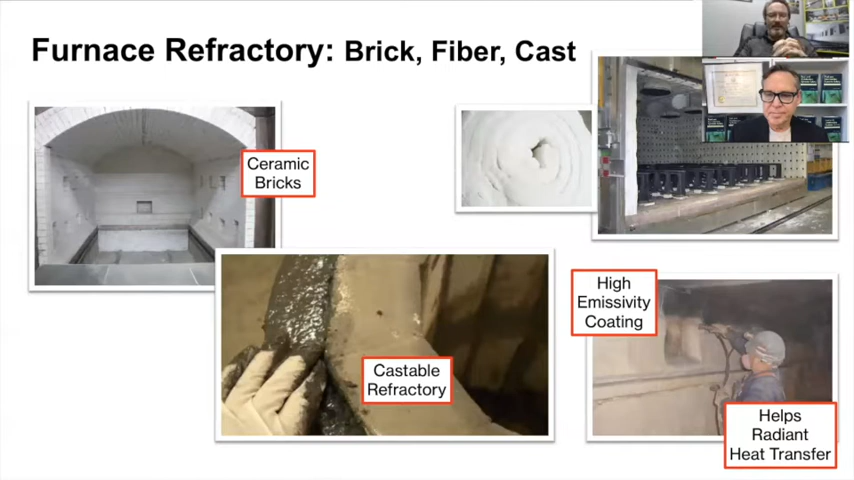 Furnace Refractory: Brick, Fiber, Cast
Ceramic
Bricks
Castable
Refractory
High
Emissivity
Coating
Helps
Radiant
Heat Transfer